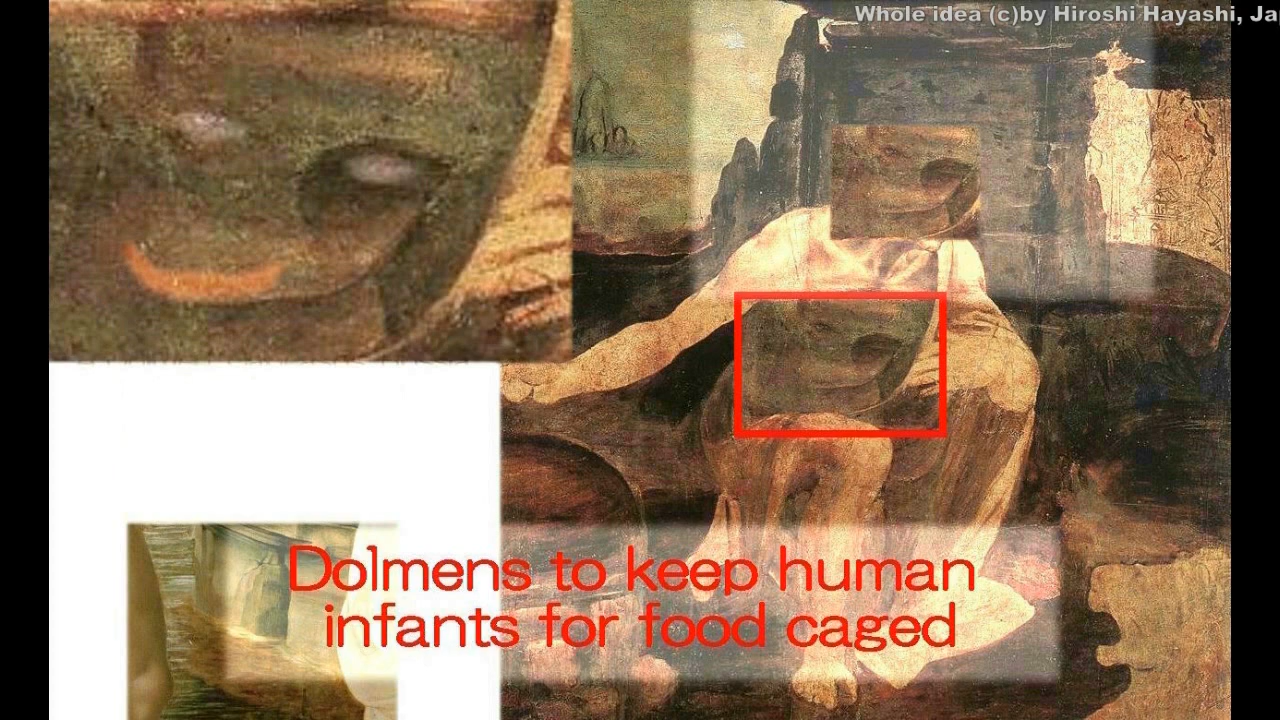 Whole idea (c)by Hiroshi Hayashi, Ja
Dolmens to keep human
infants for food caged